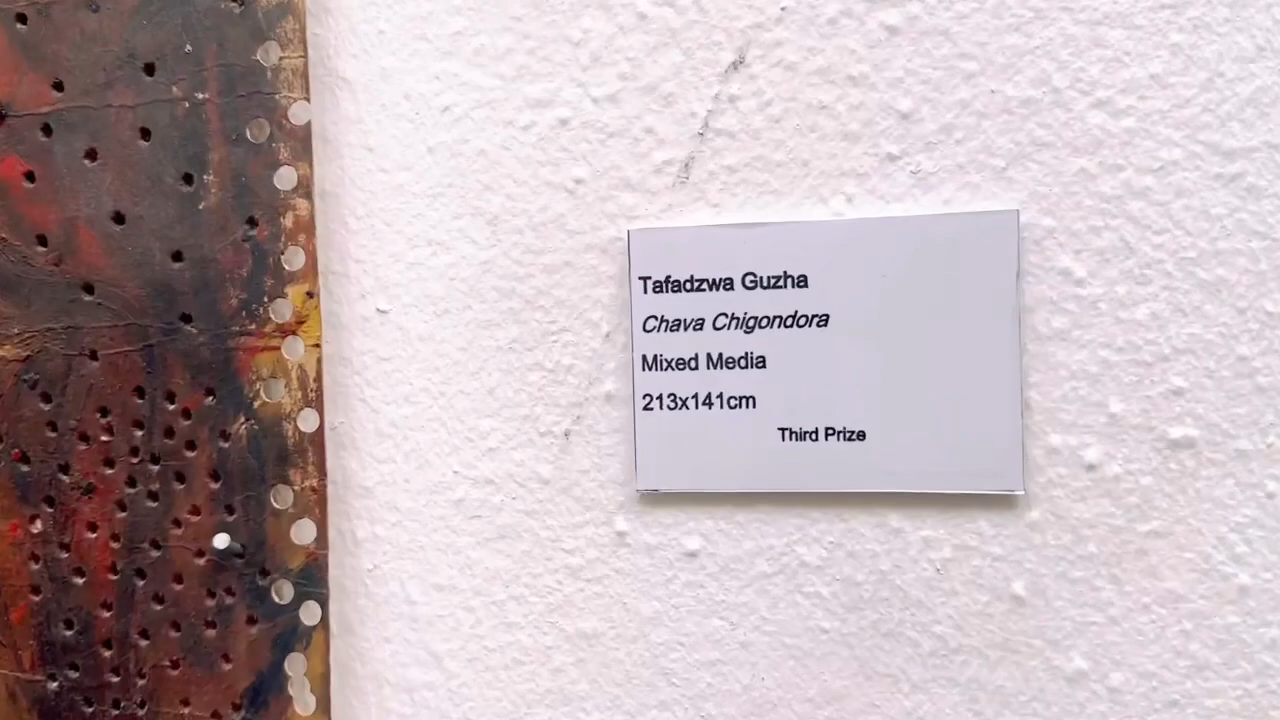 Tafadzwa Guzha
Chava Chigondora
Mixed Media
213x141cm
Third Prize